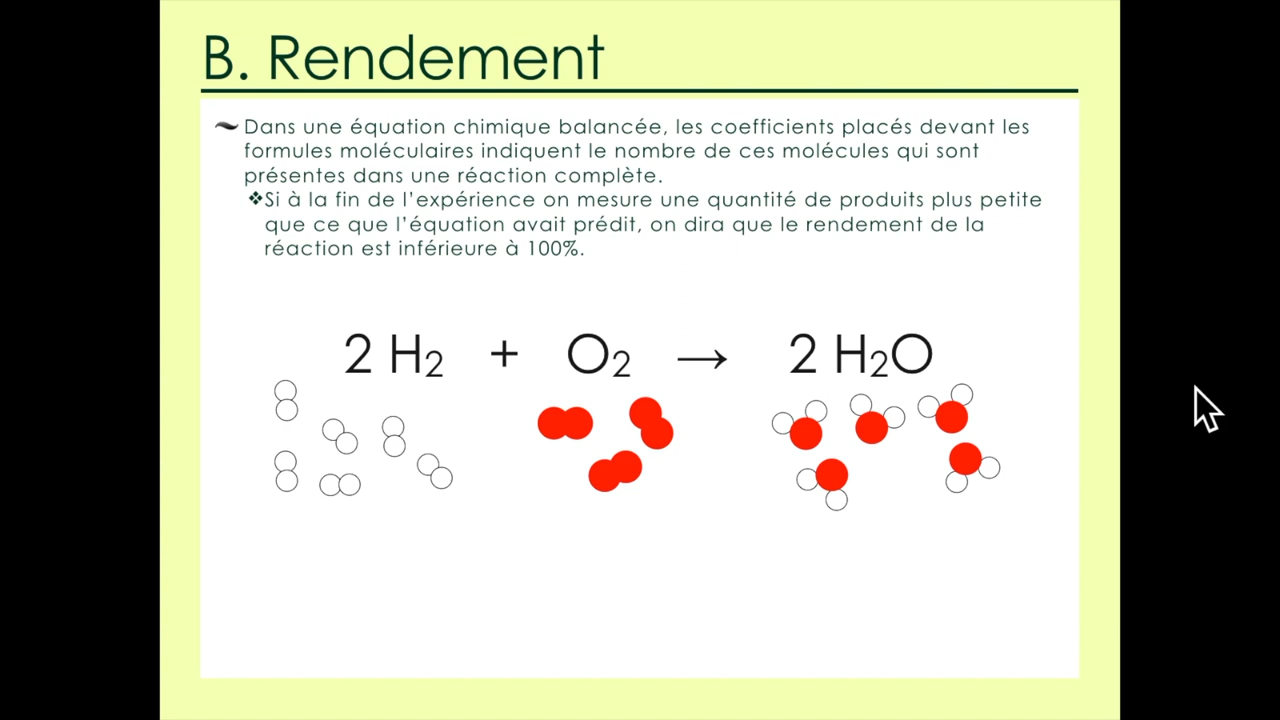 B. Rendement
Dans une équation chimique balancée, les coefficients placés devant les
formules moléculaires indiquent le nombre de ces molécules qui sont
présentes dans une réaction complète.
❖Si à la fin de l'expérience on mesure une quantité de produits plus petite
que ce que l'équation avait prédit, on dira que le rendement de la
réaction est inférieure à 100%.
2 H₂ + O₂ → 2 H₂O